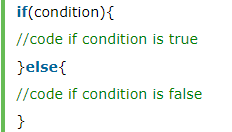 if(condition){
//code if condition is true
}else{
//code if condition is false
}